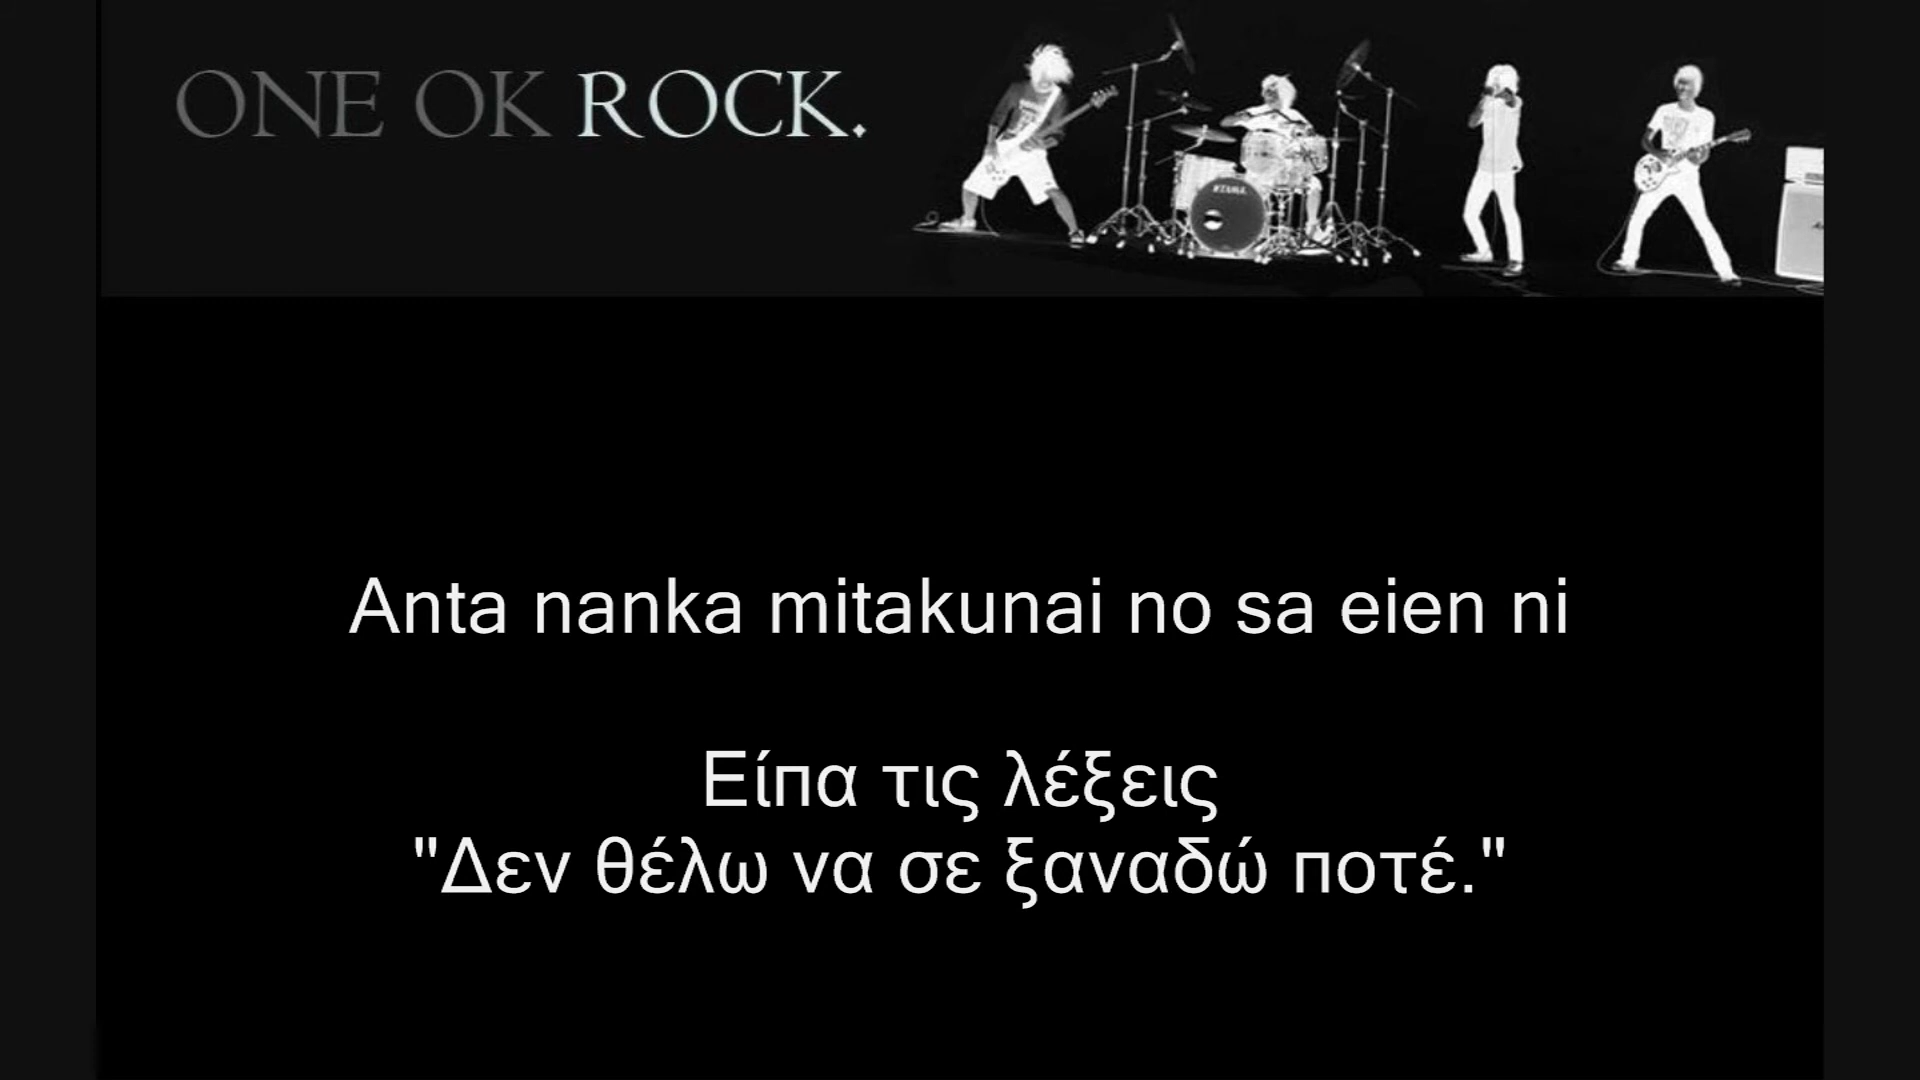 ONE OK ROCK.
TAMA
Anta nanka mitakunai no sa eien ni
Είπα τις λέξεις
"Δεν θέλω να σε ξαναδώ ποτέ."